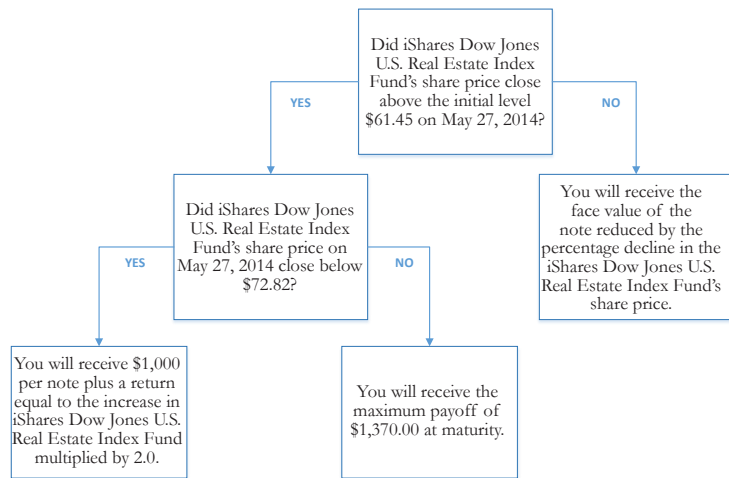 Did iShares Dow Jones
U.S. Real Estate Index
Fund's share price close
above the initial level
$61.45 on May 27, 2014?
YES
NO
Did iShares Dow Jones
U.S. Real Estate Index
Fund's share price on
May 27, 2014 close below
$72.82?
You will receive the
face value of the
note reduced by the
percentage decline in the
iShares Dow Jones U.S.
Real Estate Index Fund's
share price.
YES
NO
You will receive $1,000
per note plus a return
equal to the increase in
iShares Dow Jones U.S.
Real Estate Index Fund
multiplied by 2.0.
You will receive the
maximum payoff of
$1,370.00 at maturity.